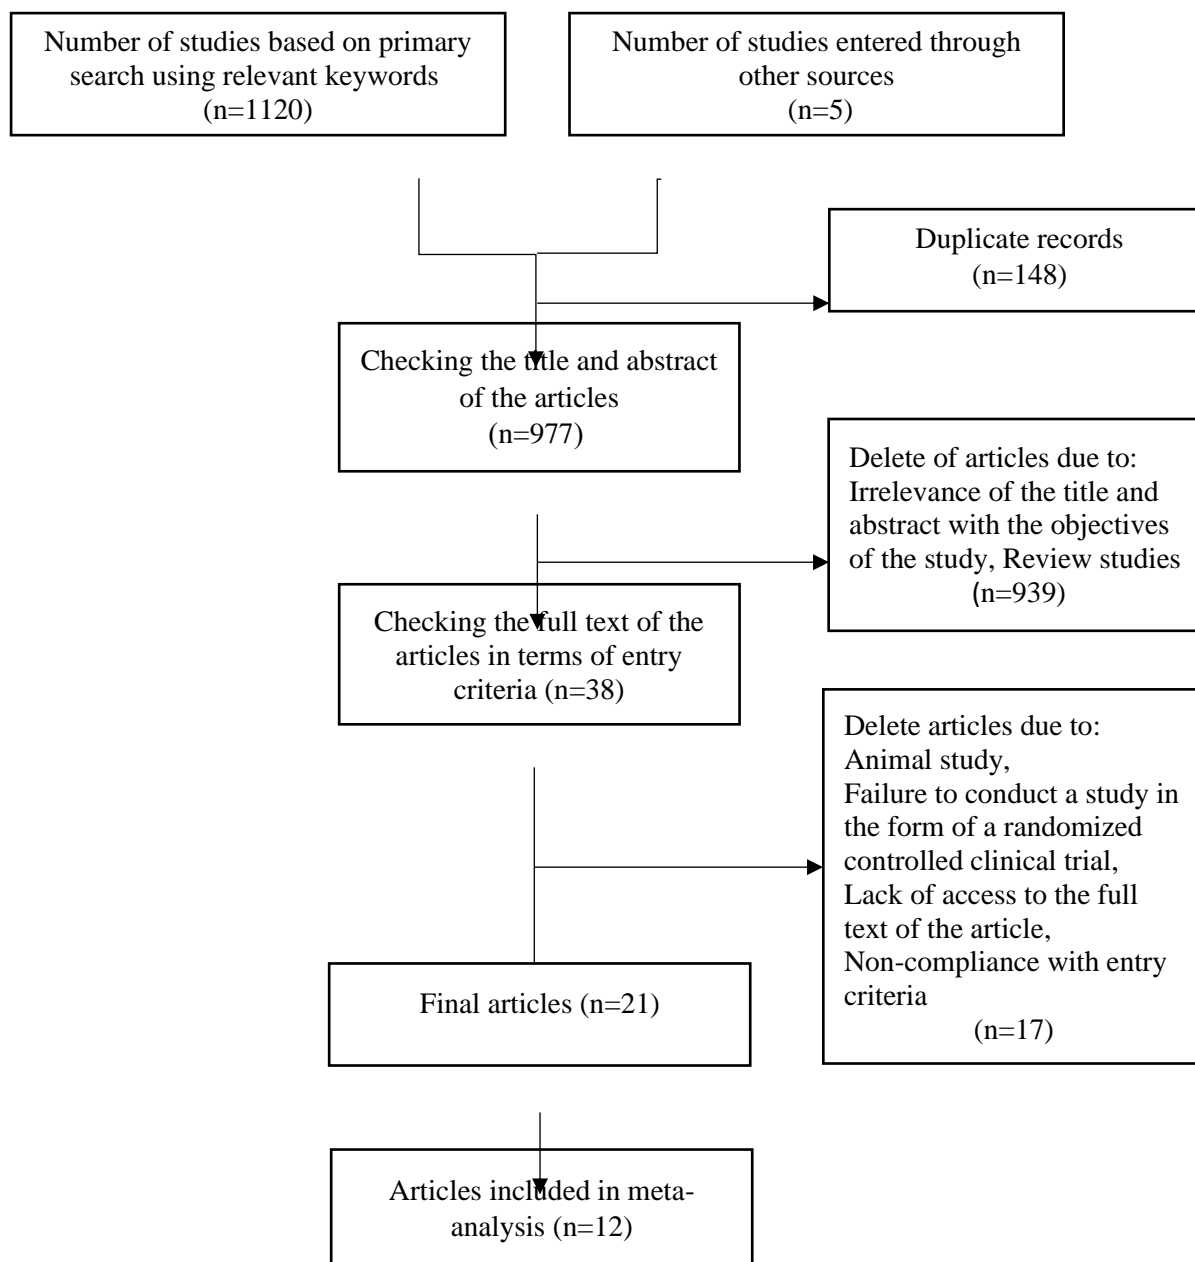 Number of studies based on primary
search using relevant keywords
(n=1120)
Number of studies entered through
other sources
(n=5)
Duplicate records
(n=148)
Checking the title and abstract
of the articles
(n=977)
Delete of articles due to:
Irrelevance of the title and
abstract with the objectives
of the study, Review studies
(n=939)
Checking the full text of the
articles in terms of entry
criteria (n=38)
Delete articles due to:
Animal study,
Failure to conduct a study in
the form of a randomized
controlled clinical trial,
Lack of access to the full
text of the article,
Non-compliance with entry
criteria
(n=17)
Final articles (n=21)
Articles included in meta-
analysis (n=12)